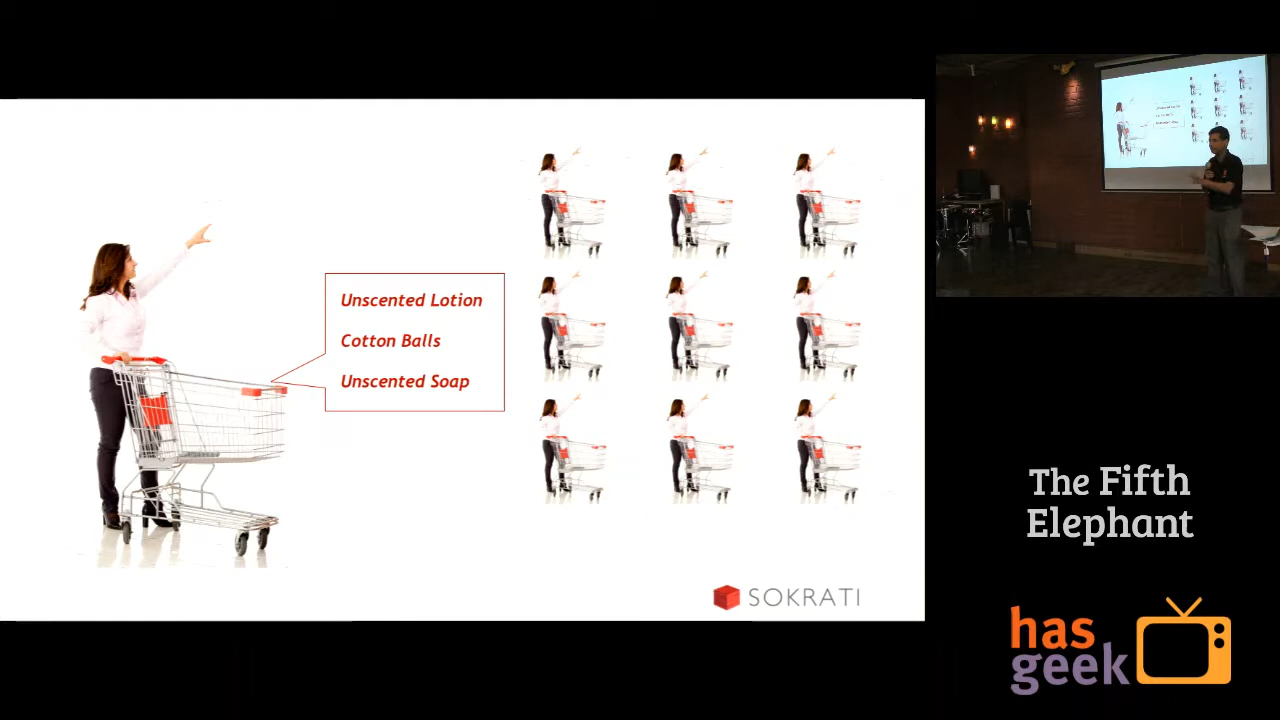 Unscented Lotion
Cotton Balls
Unscented Soap
SOKRATI
The Fifth
Elephant
has
geek